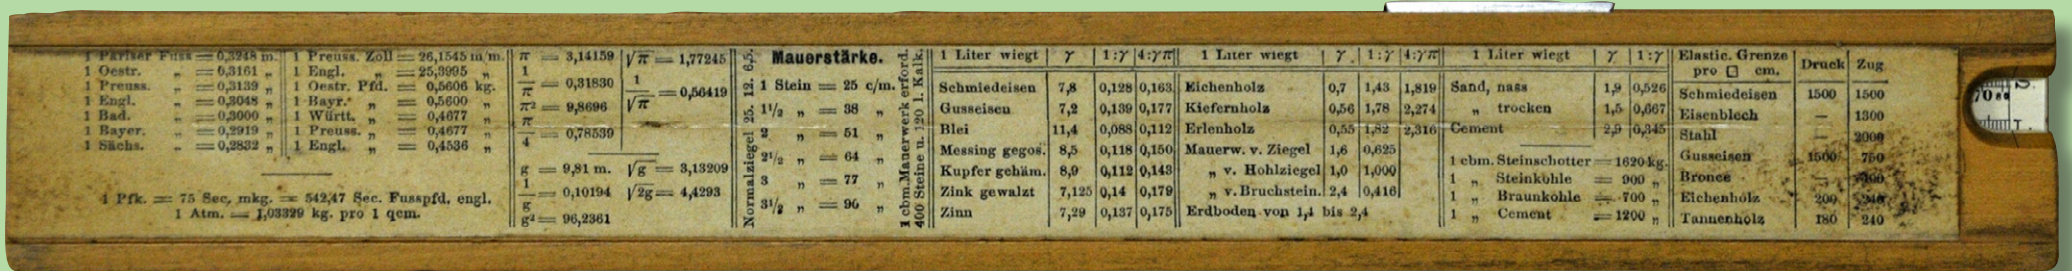 1 Pariser Fuss = 0,3248 m.
1 Oestr. „ = 0,3161 „
1 Preuss. „ = 0,3139 „
1 Engl. „ = 0,3048 „
1 Bad. „ = 0,3000 „
1 Bayer. „ = 0,2919 „
1 Sächs. „ = 0,2832 „
1 Preuss. Zoll = 26,1545 m/m.
1 Engl. „ = 25,3995 „
1 Oestr. Pfd. = 0,5606 kg.
1 Bayr. „ = 0,5600 „
1 Württ. „ = 0,4677 „
1 Preuss. „ = 0,4677 „
1 Engl. „ = 0,4536 „
1 Pfk. = 75 Sec. mkg. = 542,47 Sec. Fusspfd. engl.
1 Atm. = 1,03329 kg. pro 1 qcm.
π = 3,14159
1/π = 0,31830
π² = 9,8696
π/4 = 0,78539
√π = 1,77245
1/√π = 0,56419
g = 9,81 m. √g = 3,13209
1/g = 0,10194 √2g = 4,4293
g² = 96,2361
Normalziegel 25. 12. 6,5.
Mauerstärke.
1 Stein = 25 c/m.
1½ „ = 38 „
2 „ = 51 „
2½ „ = 64 „
3 „ = 77 „
3½ „ = 90 „
1 cbm. Mauerwerk erford.
400 Steine u. 120 l. Kalk.
1 Liter wiegt γ 1:γ 4:γπ
Schmiedeisen 7,8 0,128 0,163
Gusseisen 7,2 0,139 0,177
Blei 11,4 0,088 0,112
Messing gegos. 8,5 0,118 0,150
Kupfer gehäm. 8,9 0,112 0,143
Zink gewalzt 7,125 0,14 0,179
Zinn 7,29 0,137 0,175
1 Liter wiegt γ 1:γ 4:γπ
Eichenholz 0,7 1,43 1,819
Kiefernholz 0,56 1,78 2,274
Erlenholz 0,55 1,82 2,316
Mauerw. v. Ziegel 1,6 0,625
„ v. Hohlziegel 1,0 1,000
„ v. Bruchstein. 2,4 0,416
Erdboden von 1,4 bis 2,4
1 Liter wiegt γ 1:γ
Sand, nass 1,9 0,526
„ trocken 1,5 0,667
Cement 2,9 0,345
1 cbm. Steinschotter = 1620 kg.
1 „ Steinkohle = 900 „
1 „ Braunkohle = 700 „
1 „ Cement = 1200 „
Elastic. Grenze
pro □ cm. Druck Zug
Schmiedeisen 1500 1500
Eisenblech — 1300
Stahl — 2000
Gusseisen 1500 750
Bronce —
Eichenholz 200
Tannenholz 180 240
70